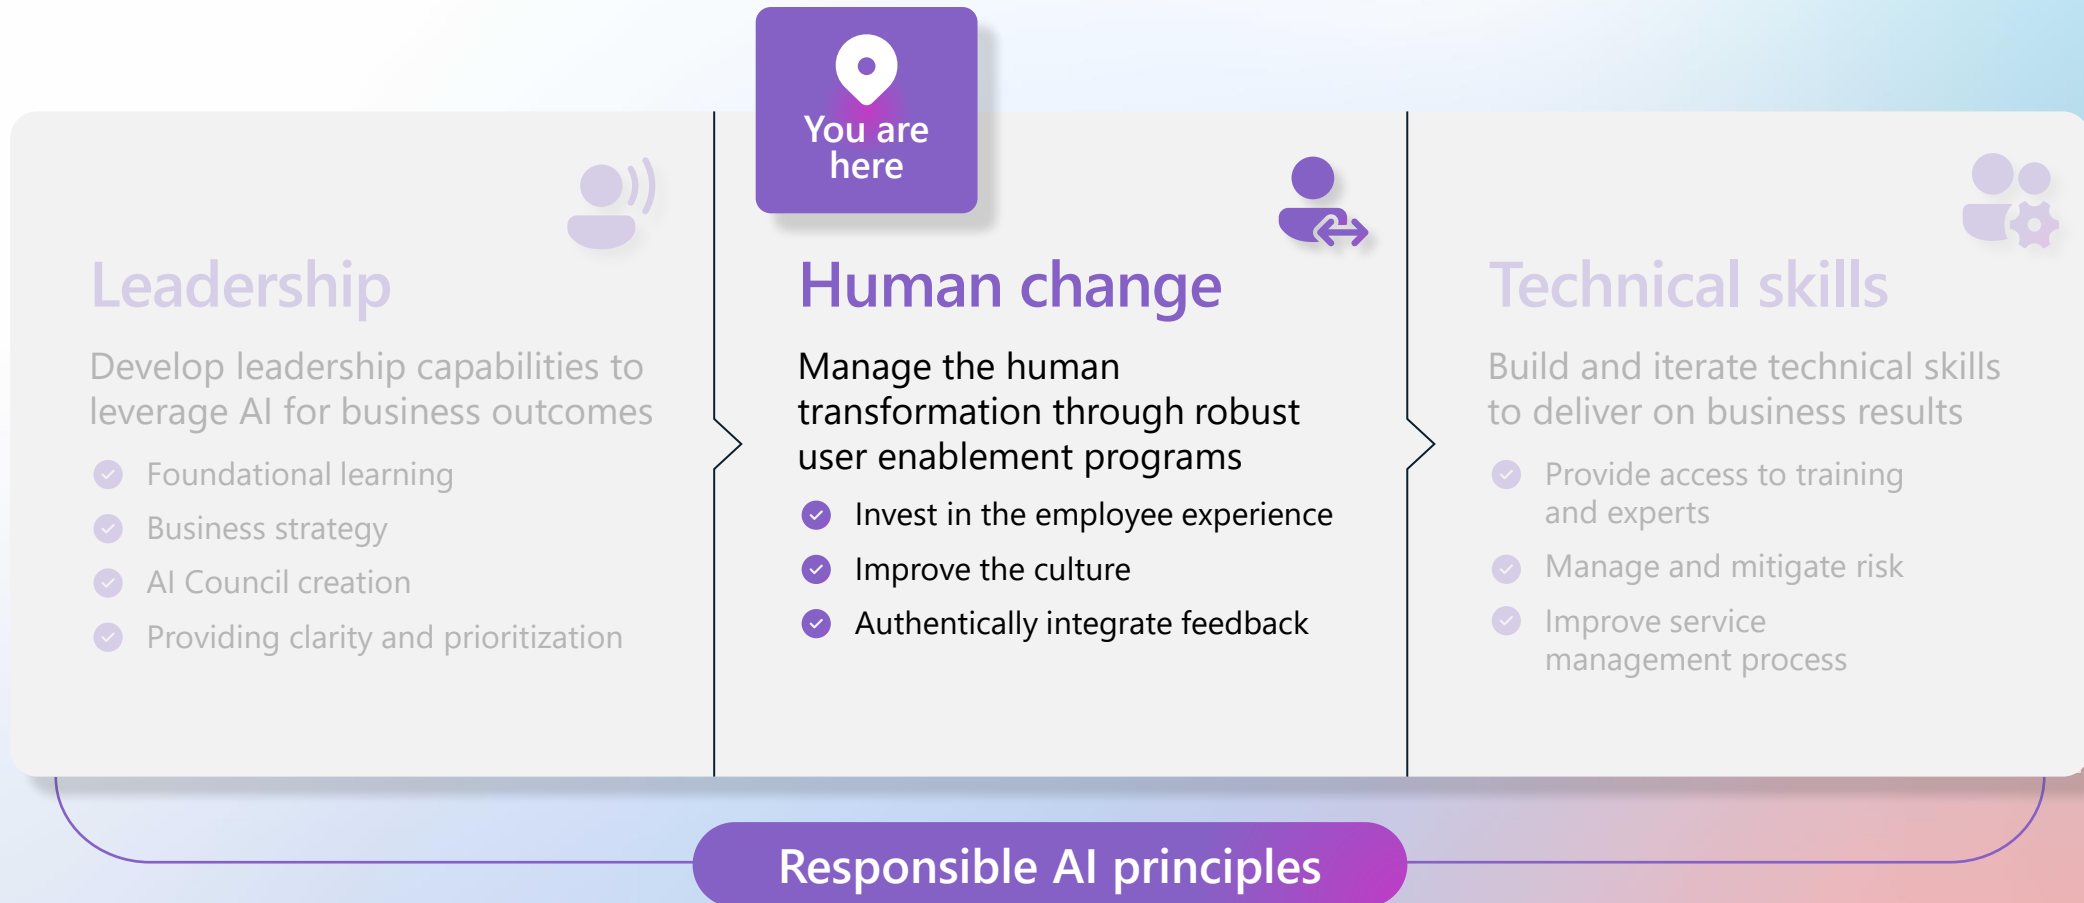 You are
here
Leadership
Develop leadership capabilities to
leverage AI for business outcomes
Foundational learning
Business strategy
AI Council creation
Providing clarity and prioritization
Human change
Manage the human
transformation through robust
user enablement programs
Invest in the employee experience
Improve the culture
Authentically integrate feedback
Technical skills
Build and iterate technical skills
to deliver on business results
Provide access to training
and experts
Manage and mitigate risk
Improve service
management process
Responsible AI principles